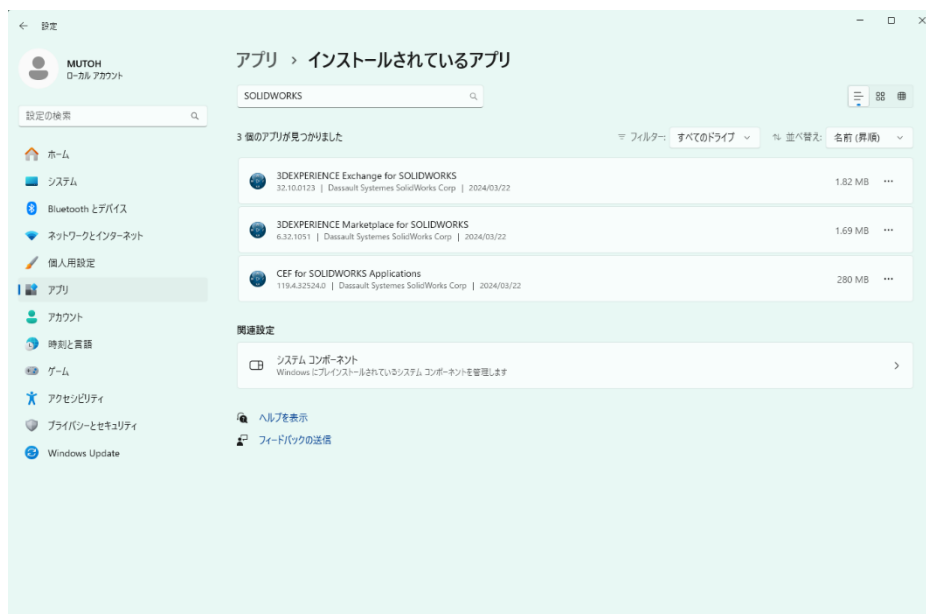 ← 設定
MUTOH
ローカル アカウント
設定の検索
ホーム
システム
Bluetooth とデバイス
ネットワークとインターネット
個人用設定
アプリ
アカウント
時刻と言語
ゲーム
アクセシビリティ
プライバシーとセキュリティ
Windows Update
アプリ › インストールされているアプリ
SOLIDWORKS
3 個のアプリが見つかりました
フィルター: すべてのドライブ
並べ替え: 名前 (昇順)
3DEXPERIENCE Exchange for SOLIDWORKS
32.10.0123 | Dassault Systemes SolidWorks Corp | 2024/03/22
1.82 MB
3DEXPERIENCE Marketplace for SOLIDWORKS
6.32.1051 | Dassault Systemes SolidWorks Corp | 2024/03/22
1.69 MB
CEF for SOLIDWORKS Applications
119.4.32524.0 | Dassault Systemes SolidWorks Corp | 2024/03/22
280 MB
関連設定
システム コンポーネント
Windows にプレインストールされているシステム コンポーネントを管理します
ヘルプを表示
フィードバックの送信